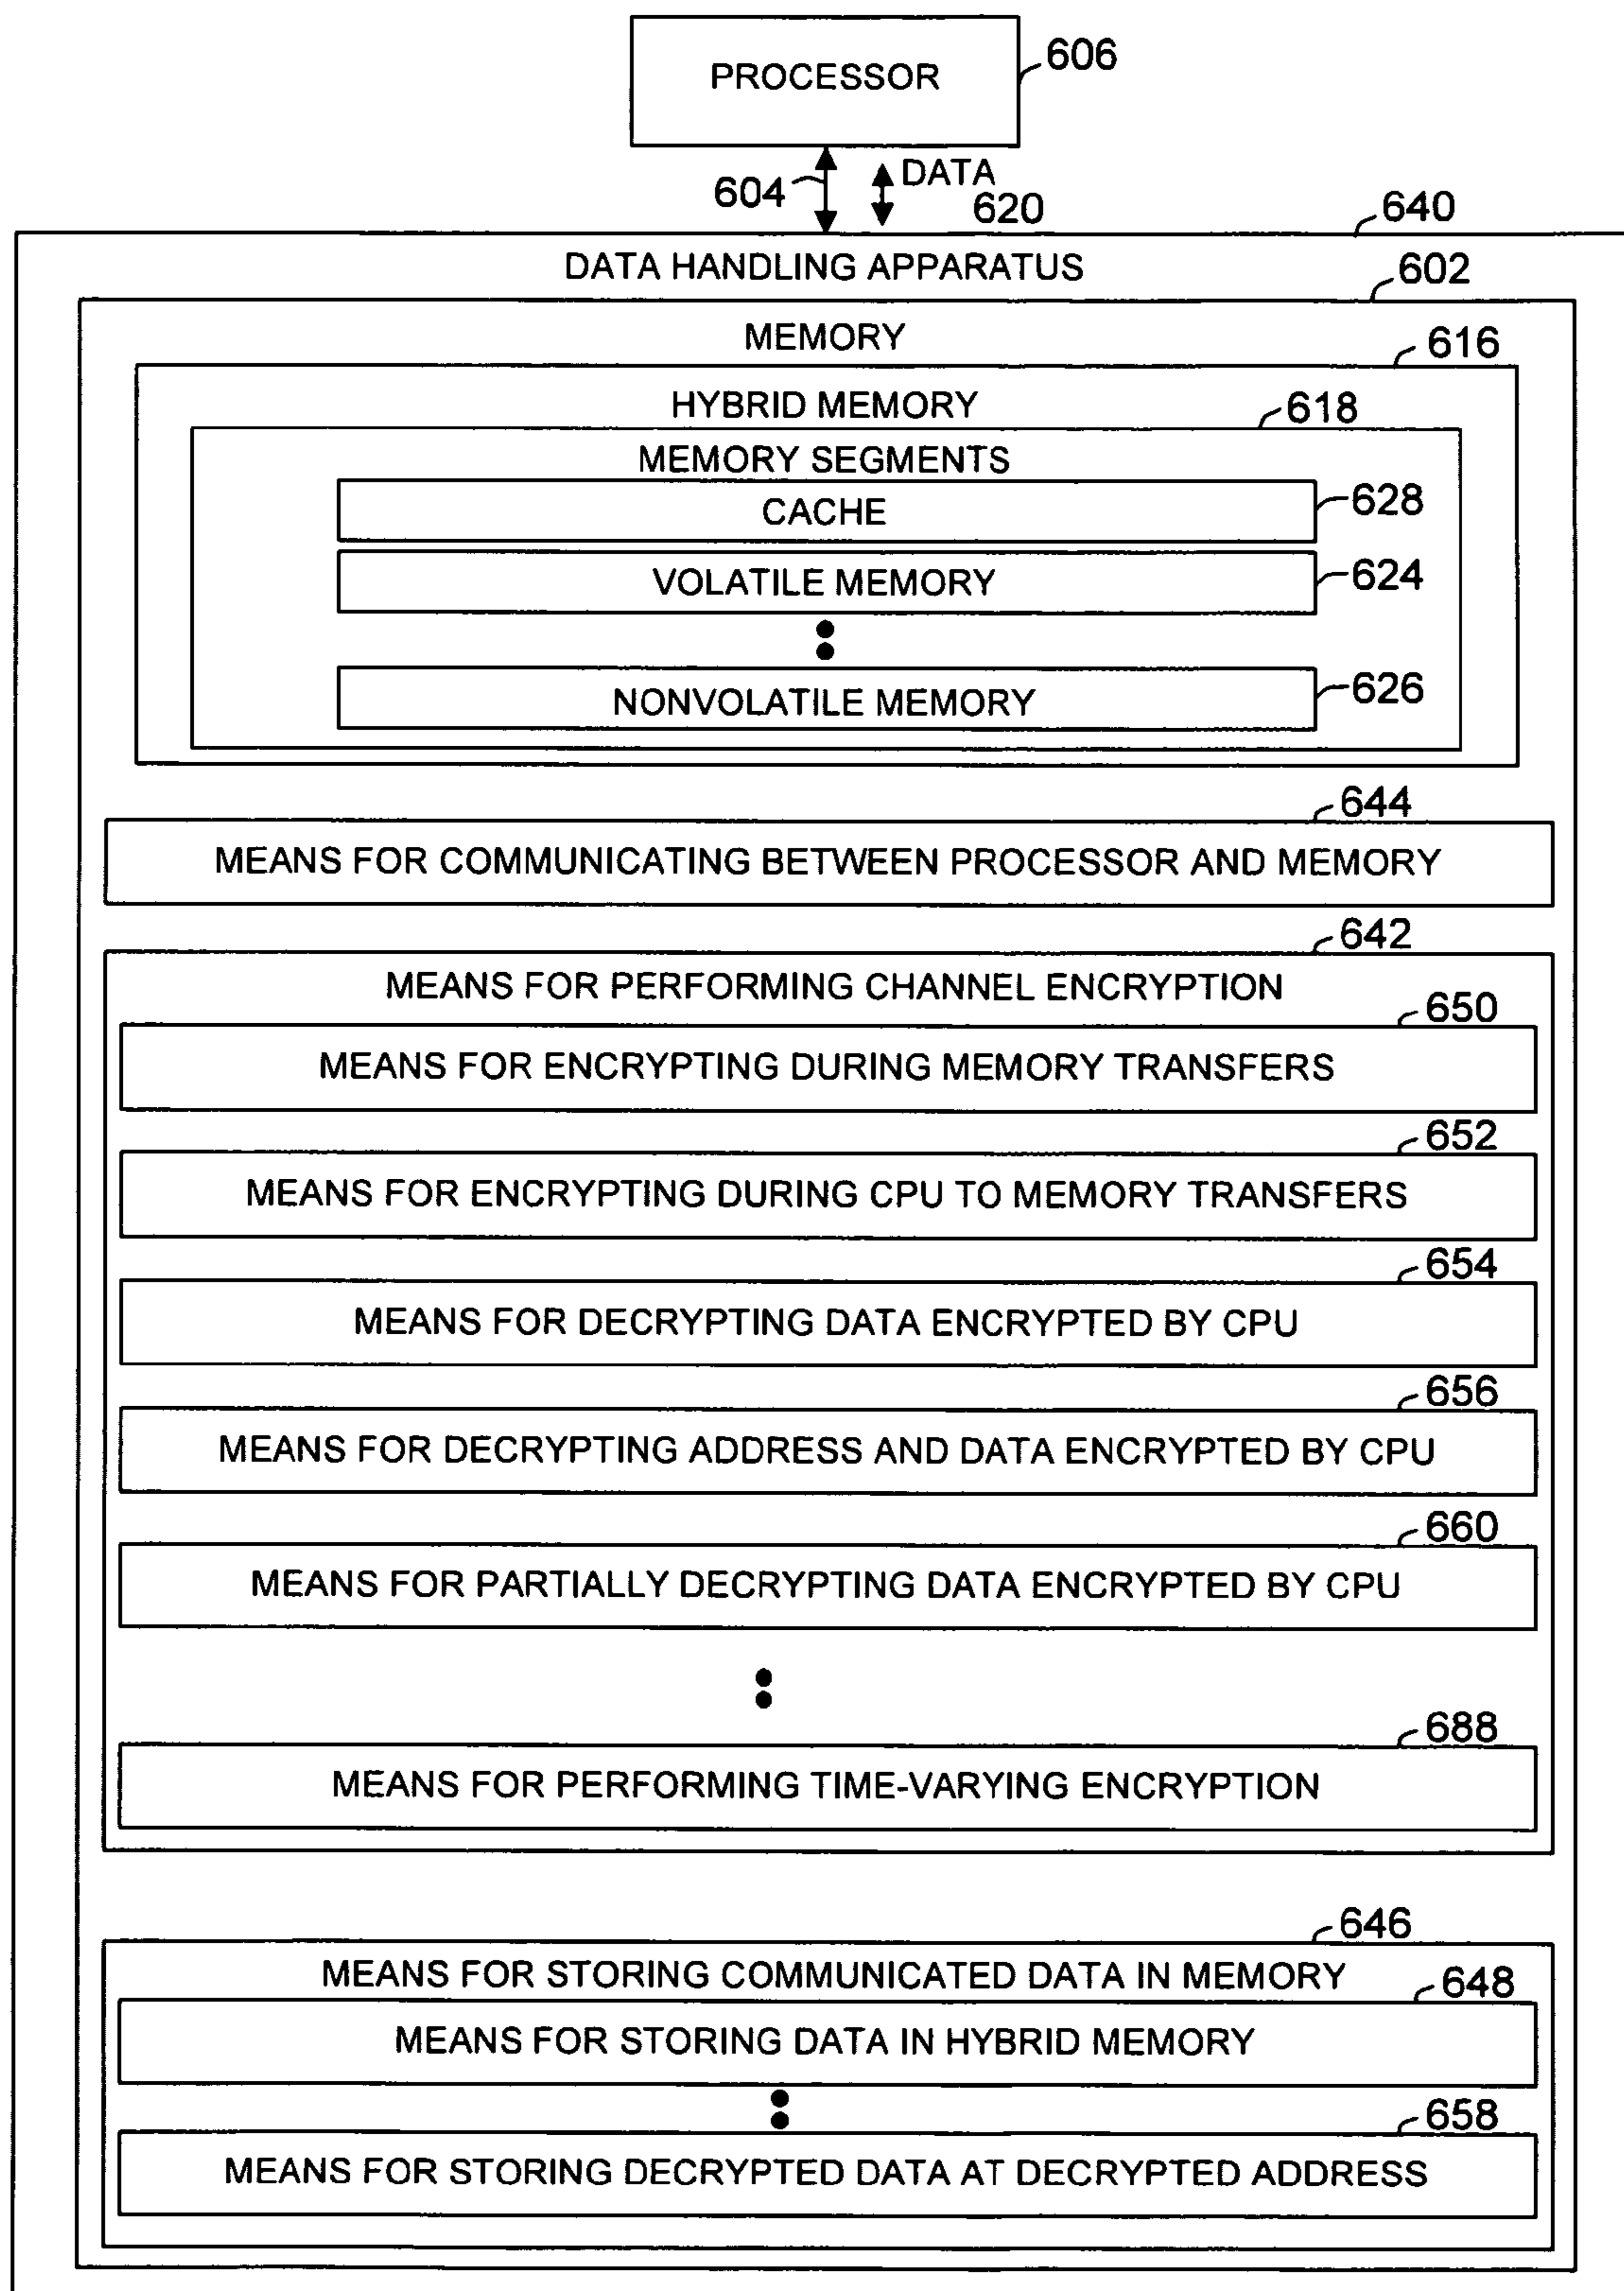 PROCESSOR
606
604
DATA
620
640
DATA HANDLING APPARATUS
602
MEMORY
616
HYBRID MEMORY
618
MEMORY SEGMENTS
CACHE
628
VOLATILE MEMORY
624
NONVOLATILE MEMORY
626
644
MEANS FOR COMMUNICATING BETWEEN PROCESSOR AND MEMORY
642
MEANS FOR PERFORMING CHANNEL ENCRYPTION
650
MEANS FOR ENCRYPTING DURING MEMORY TRANSFERS
652
MEANS FOR ENCRYPTING DURING CPU TO MEMORY TRANSFERS
654
MEANS FOR DECRYPTING DATA ENCRYPTED BY CPU
656
MEANS FOR DECRYPTING ADDRESS AND DATA ENCRYPTED BY CPU
660
MEANS FOR PARTIALLY DECRYPTING DATA ENCRYPTED BY CPU
688
MEANS FOR PERFORMING TIME-VARYING ENCRYPTION
646
MEANS FOR STORING COMMUNICATED DATA IN MEMORY
648
MEANS FOR STORING DATA IN HYBRID MEMORY
658
MEANS FOR STORING DECRYPTED DATA AT DECRYPTED ADDRESS